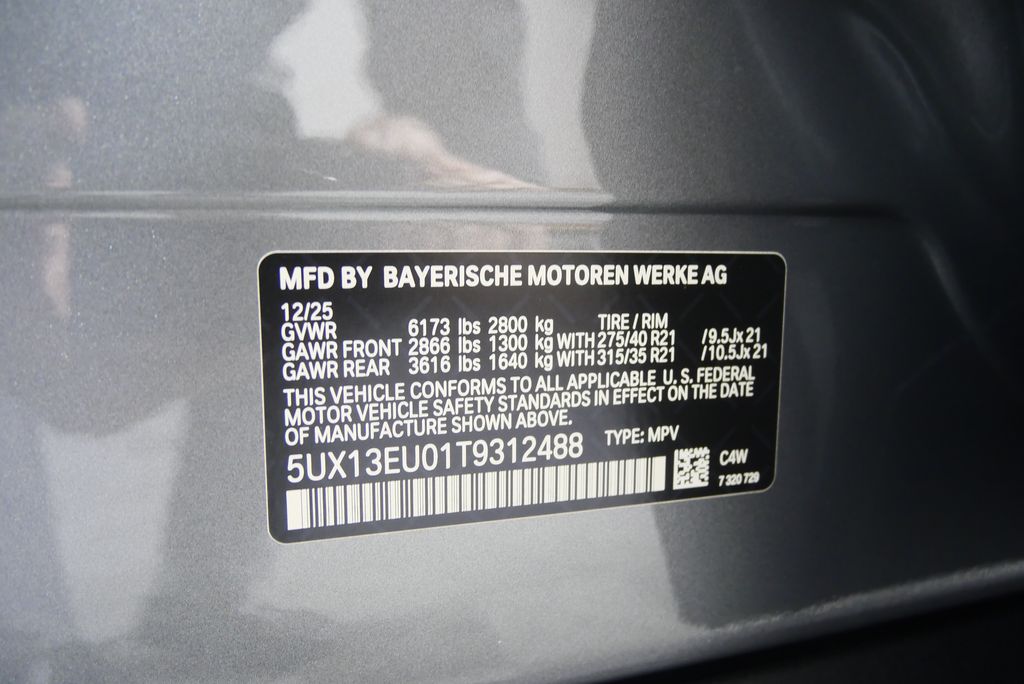 MFD BY BAYERISCHE MOTOREN WERKE AG
12/25
GVWR 6173 lbs 2800 kg TIRE / RIM
GAWR FRONT 2866 lbs 1300 kg WITH 275/40 R21 /9.5Jx21
GAWR REAR 3616 lbs 1640 kg WITH 315/35 R21 /10.5Jx21
THIS VEHICLE CONFORMS TO ALL APPLICABLE U. S. FEDERAL
MOTOR VEHICLE SAFETY STANDARDS IN EFFECT ON THE DATE
OF MANUFACTURE SHOWN ABOVE.
5UX13EU01T9312488 TYPE: MPV
C4W
7 320 729